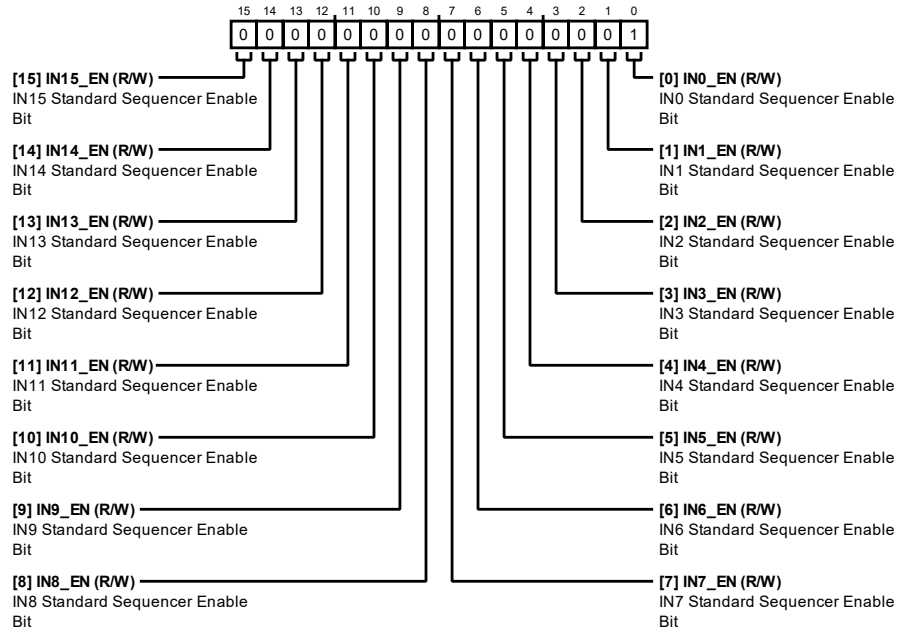 15 14 13 12 11 10 9 8 7 6 5 4 3 2 1 0
0 0 0 0 0 0 0 0 0 0 0 0 0 0 0 1
[15] IN15_EN (R/W)
IN15 Standard Sequencer Enable
Bit
[14] IN14_EN (R/W)
IN14 Standard Sequencer Enable
Bit
[13] IN13_EN (R/W)
IN13 Standard Sequencer Enable
Bit
[12] IN12_EN (R/W)
IN12 Standard Sequencer Enable
Bit
[11] IN11_EN (R/W)
IN11 Standard Sequencer Enable
Bit
[10] IN10_EN (R/W)
IN10 Standard Sequencer Enable
Bit
[9] IN9_EN (R/W)
IN9 Standard Sequencer Enable
Bit
[8] IN8_EN (R/W)
IN8 Standard Sequencer Enable
Bit
[0] IN0_EN (R/W)
IN0 Standard Sequencer Enable
Bit
[1] IN1_EN (R/W)
IN1 Standard Sequencer Enable
Bit
[2] IN2_EN (R/W)
IN2 Standard Sequencer Enable
Bit
[3] IN3_EN (R/W)
IN3 Standard Sequencer Enable
Bit
[4] IN4_EN (R/W)
IN4 Standard Sequencer Enable
Bit
[5] IN5_EN (R/W)
IN5 Standard Sequencer Enable
Bit
[6] IN6_EN (R/W)
IN6 Standard Sequencer Enable
Bit
[7] IN7_EN (R/W)
IN7 Standard Sequencer Enable
Bit